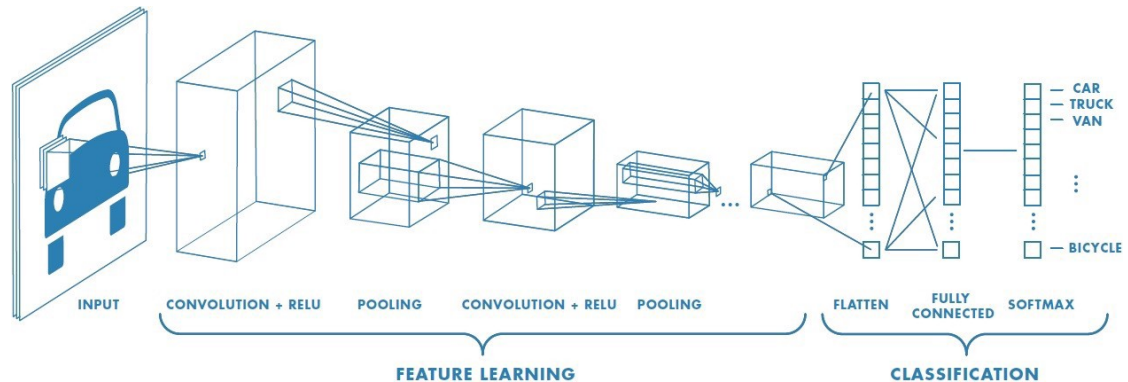 CAR
TRUCK
VAN
BICYCLE
INPUT
CONVOLUTION + RELU
POOLING
CONVOLUTION + RELU
POOLING
FLATTEN
FULLY
CONNECTED
SOFTMAX
FEATURE LEARNING
CLASSIFICATION